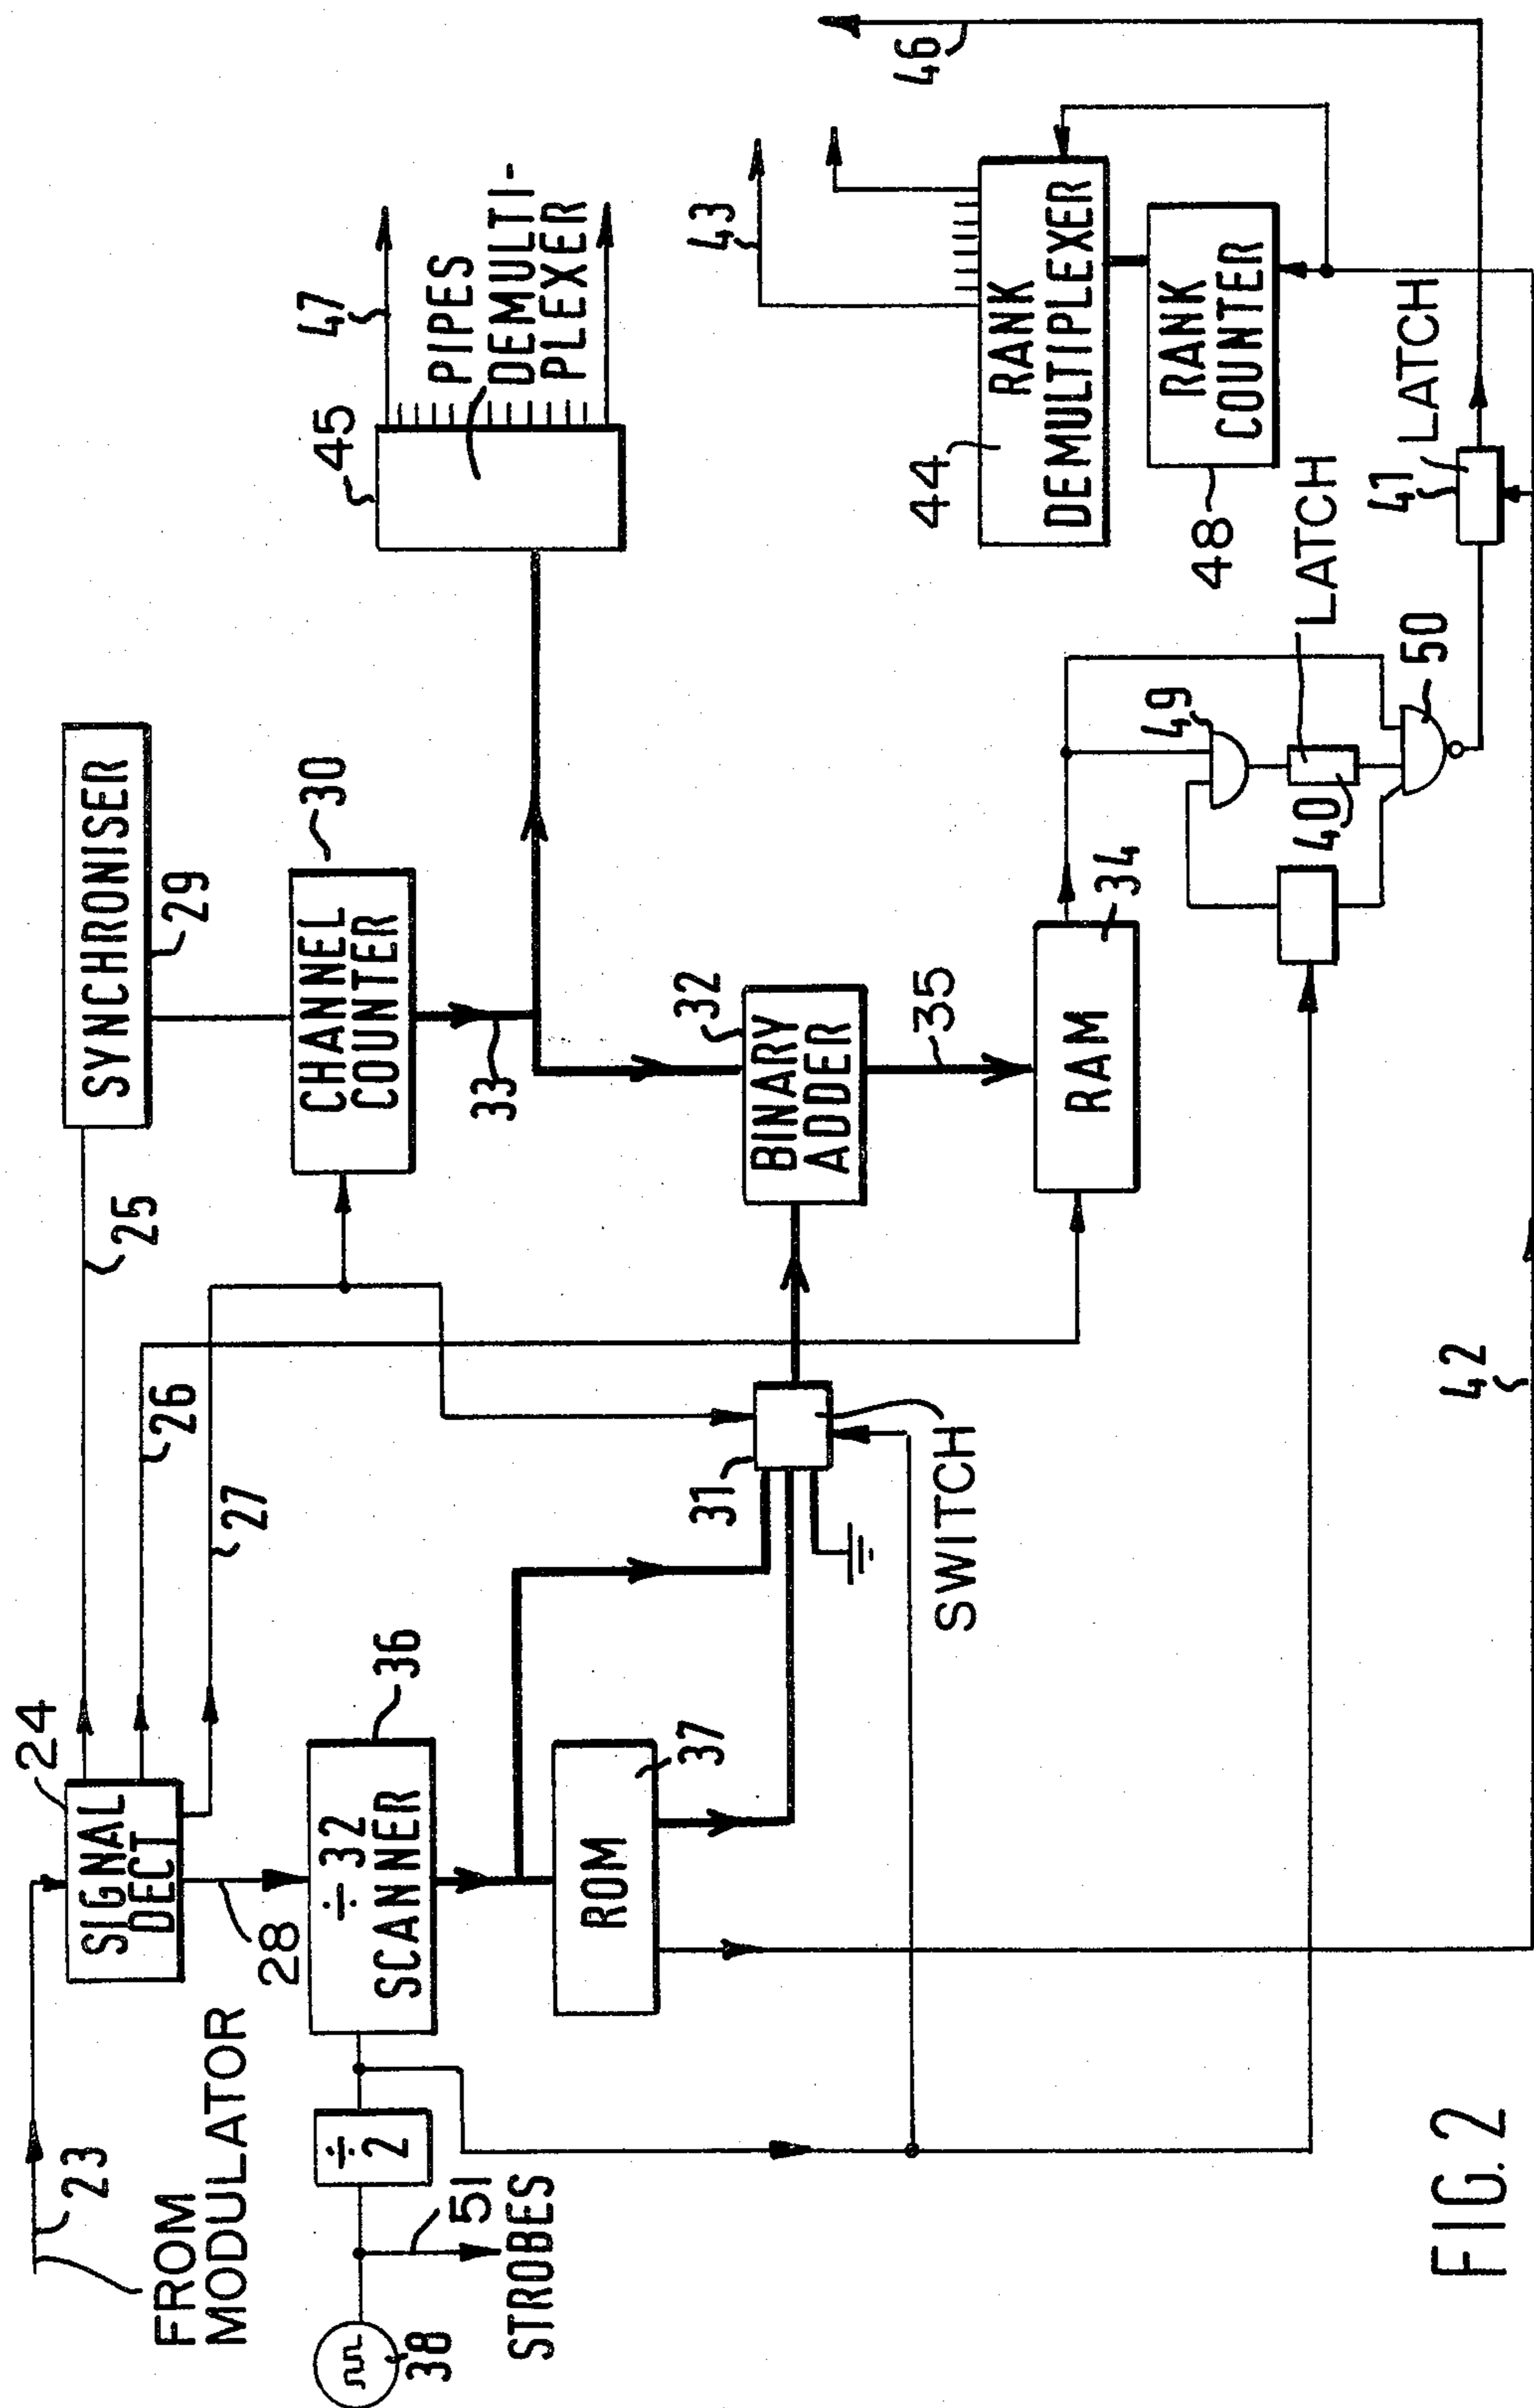 23
FROM
MODULATOR
24
SIGNAL
DECT
25
26
27
28
SYNCHRONISER
29
CHANNEL
COUNTER
30
33
47
45
PIPES
DEMULTI-
PLEXER
38
51
STROBES
÷
2
÷ 32
SCANNER
36
ROM
37
31
SWITCH
BINARY
ADDER
32
35
RAM
34
43
46
44
RANK
DEMULTIPLEXER
RANK
COUNTER
48
49
LATCH
40
50
41
LATCH
42
FIG. 2